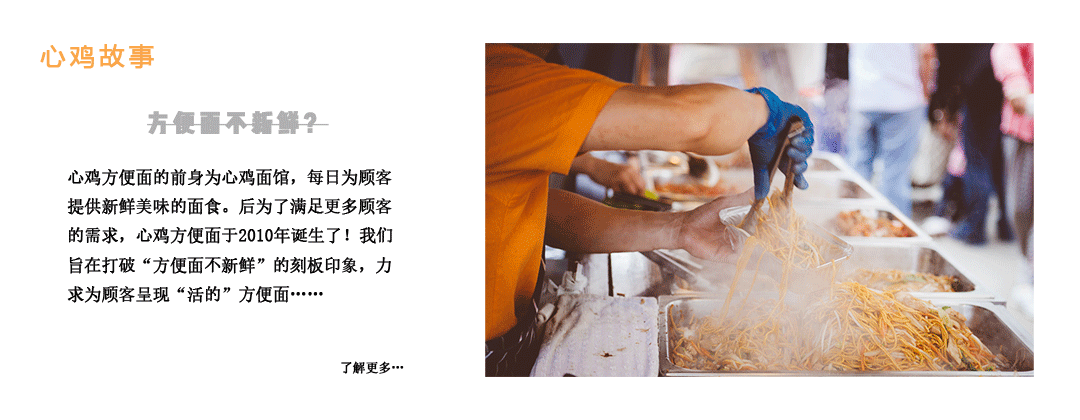 心鸡故事
方便面不新鲜？
心鸡方便面的前身为心鸡面馆，每日为顾客
提供新鲜美味的面食。后为了满足更多顾客
的需求，心鸡方便面于2010年诞生了！我们
旨在打破“方便面不新鲜”的刻板印象，力
求为顾客呈现“活的”方便面……
了解更多…